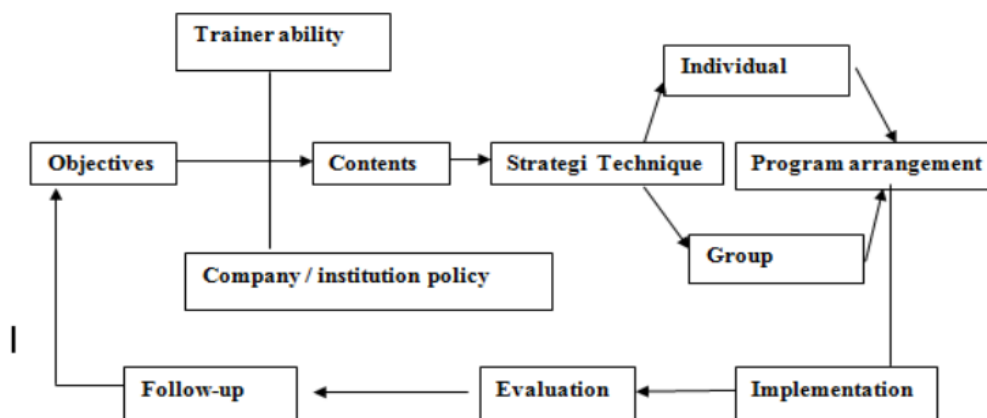 Trainer ability
Individual
Objectives
Contents
Strategi Technique
Program arrangement
Group
Company / institution policy
Follow-up
Evaluation
Implementation